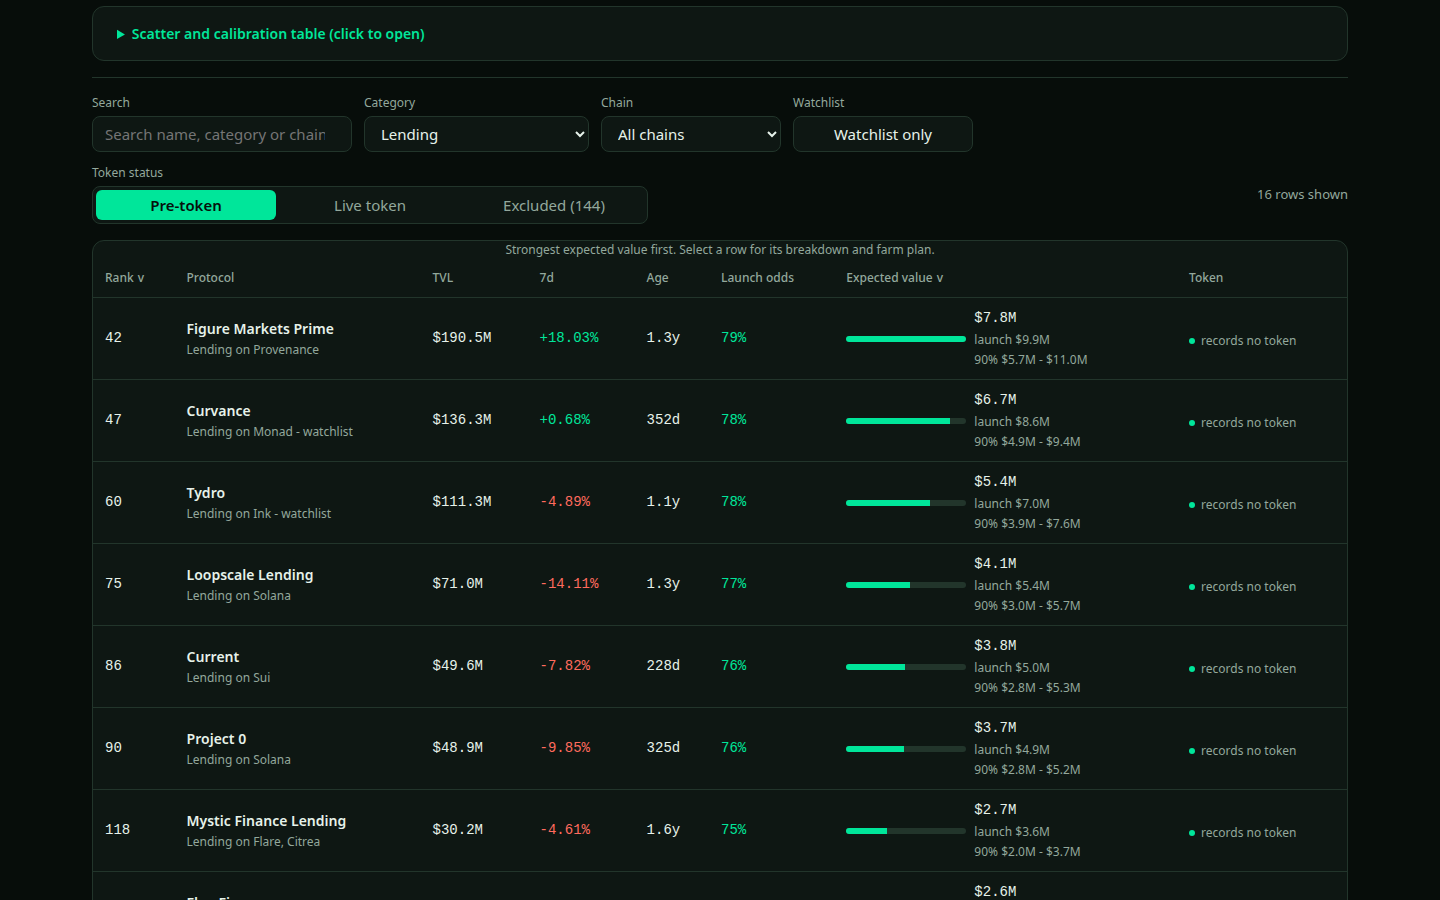 Scatter and calibration table (click to open)
Search
Category
Chain
Watchlist
Search name, category or chain
Lending
All chains
Watchlist only
Token status
Pre-token
Live token
Excluded (144)
16 rows shown
Strongest expected value first. Select a row for its breakdown and farm plan.
Rank v
Protocol
TVL
7d
Age
Launch odds
Expected value v
Token
42
Figure Markets Prime
Lending on Provenance
$190.5M
+18.03%
1.3y
79%
$7.8M
launch $9.9M
90% $5.7M - $11.0M
records no token
47
Curvance
Lending on Monad - watchlist
$136.3M
+0.68%
352d
78%
$6.7M
launch $8.6M
90% $4.9M - $9.4M
records no token
60
Tydro
Lending on Ink - watchlist
$111.3M
-4.89%
1.1y
78%
$5.4M
launch $7.0M
90% $3.9M - $7.6M
records no token
75
Loopscale Lending
Lending on Solana
$71.0M
-14.11%
1.3y
77%
$4.1M
launch $5.4M
90% $3.0M - $5.7M
records no token
86
Current
Lending on Sui
$49.6M
-7.82%
228d
76%
$3.8M
launch $5.0M
90% $2.8M - $5.3M
records no token
90
Project 0
Lending on Solana
$48.9M
-9.85%
325d
76%
$3.7M
launch $4.9M
90% $2.8M - $5.2M
records no token
118
Mystic Finance Lending
Lending on Flare, Citrea
$30.2M
-4.61%
1.6y
75%
$2.7M
launch $3.6M
90% $2.0M - $3.7M
records no token
$2.6M